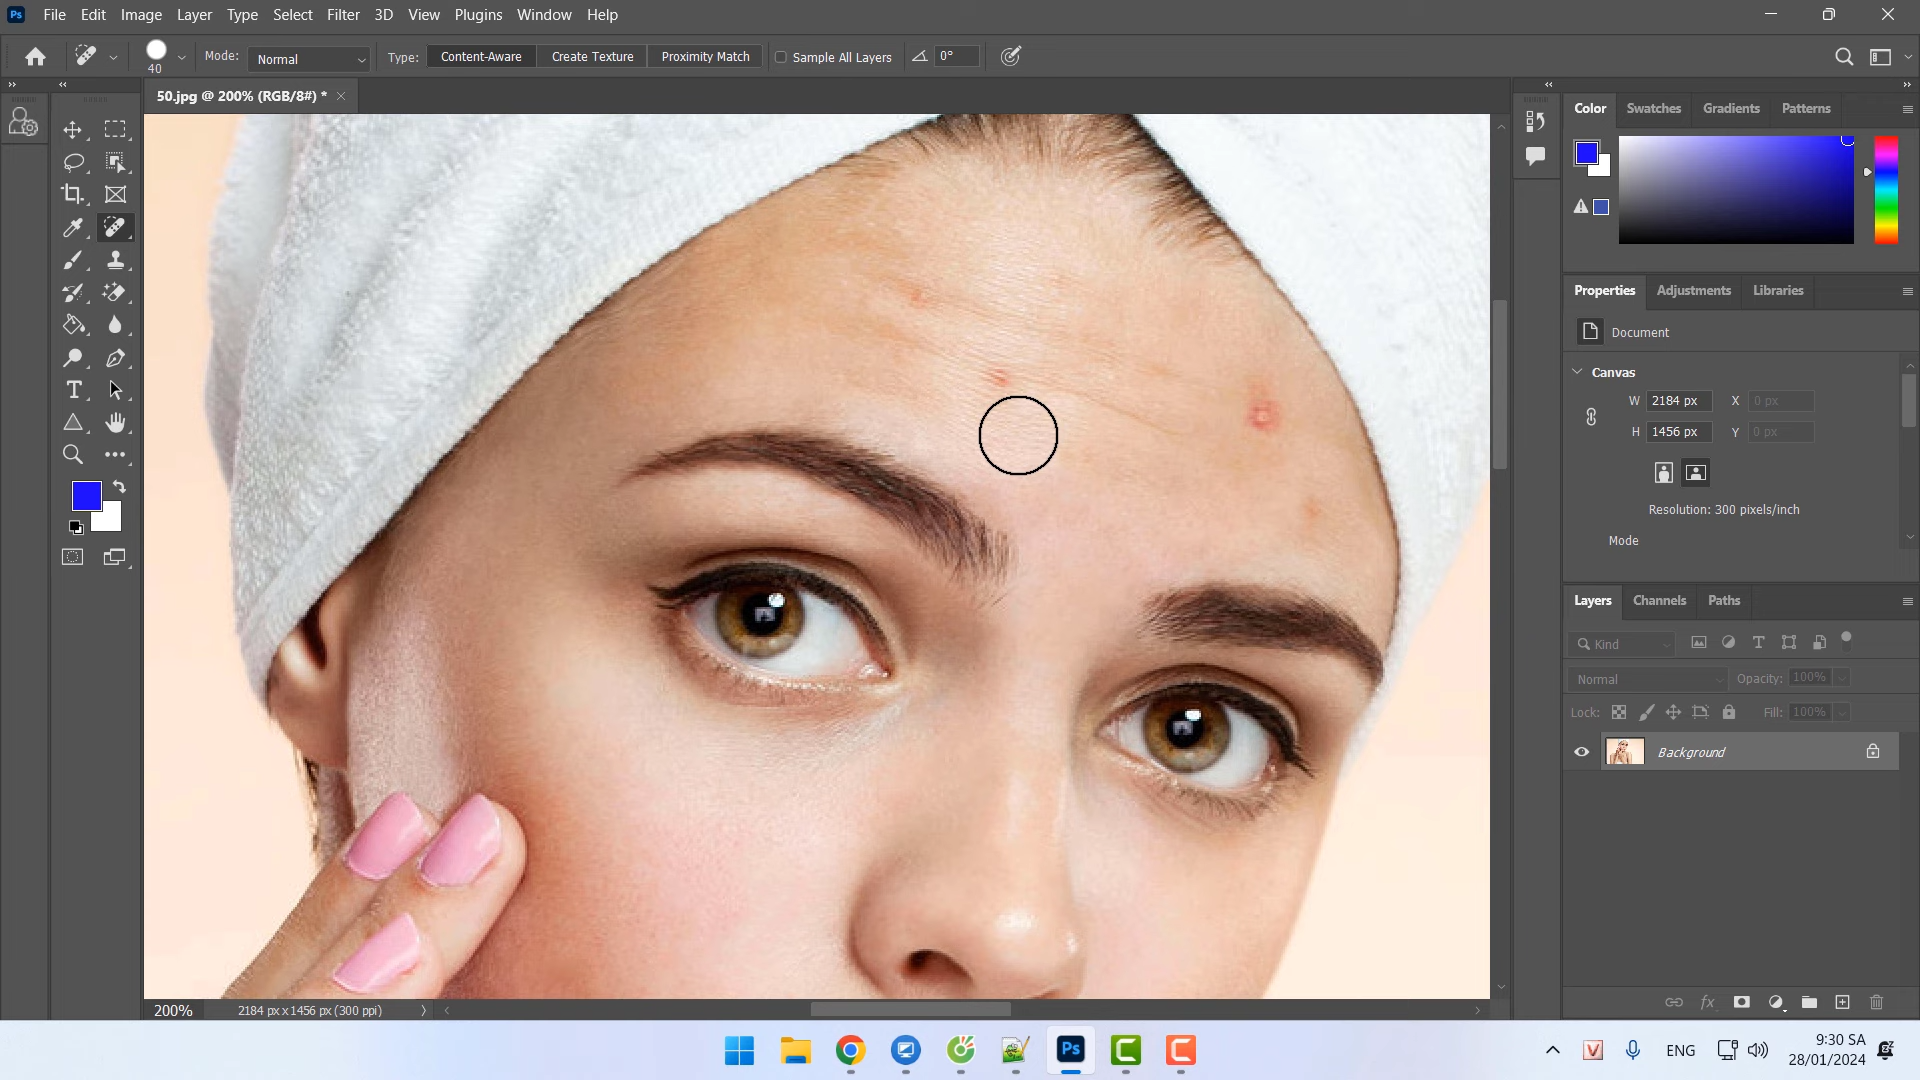 Ps File Edit Image Layer Type Select Filter 3D View Plugins Window Help
40 Mode: Normal Type: Content-Aware Create Texture Proximity Match Sample All Layers 0°
50.jpg @ 200% (RGB/8#) *
Color Swatches Gradients Patterns
Properties Adjustments Libraries
Document
Canvas
W 2184 px X 0 px
H 1456 px Y 0 px
Resolution: 300 pixels/inch
Mode
Layers Channels Paths
Kind
Normal Opacity: 100%
Lock: Fill: 100%
Background
200% 2184 px x 1456 px (300 ppi)
Ps
ENG
9:30 SA
28/01/2024